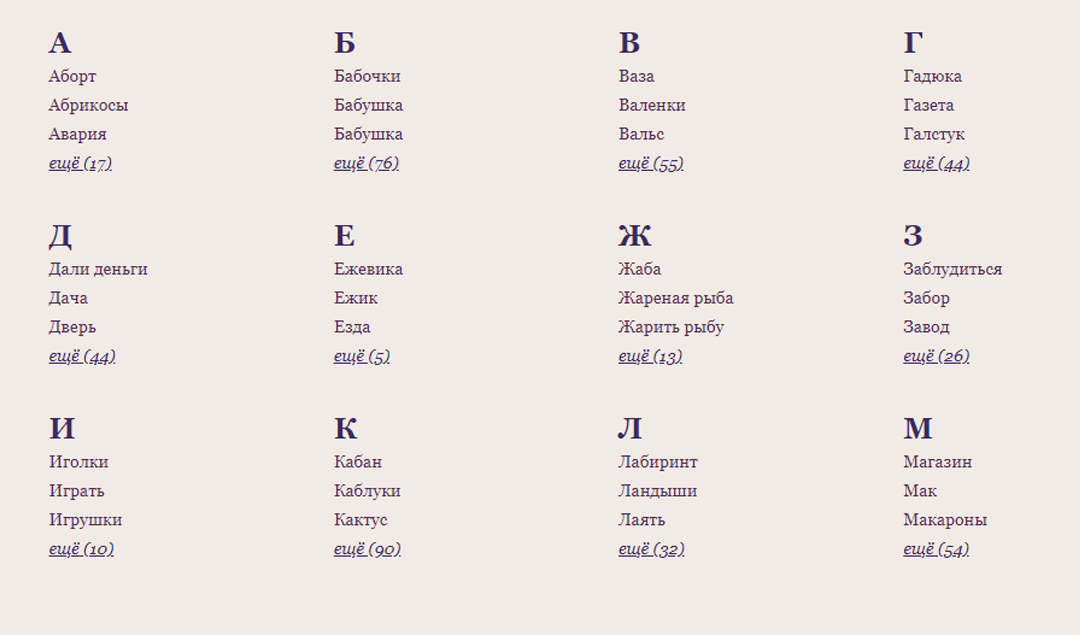 А
Аборт
Абрикосы
Авария
ещё (17)
Б
Бабочки
Бабушка
Бабушка
ещё (76)
В
Ваза
Валенки
Вальс
ещё (55)
Г
Гадюка
Газета
Галстук
ещё (44)
Д
Дали деньги
Дача
Дверь
ещё (44)
Е
Ежевика
Ежик
Езда
ещё (5)
Ж
Жаба
Жареная рыба
Жарить рыбу
ещё (13)
З
Заблудиться
Забор
Завод
ещё (26)
И
Иголки
Играть
Игрушки
ещё (10)
К
Кабан
Каблуки
Кактус
ещё (90)
Л
Лабиринт
Ландыши
Лаять
ещё (32)
М
Магазин
Мак
Макароны
ещё (54)